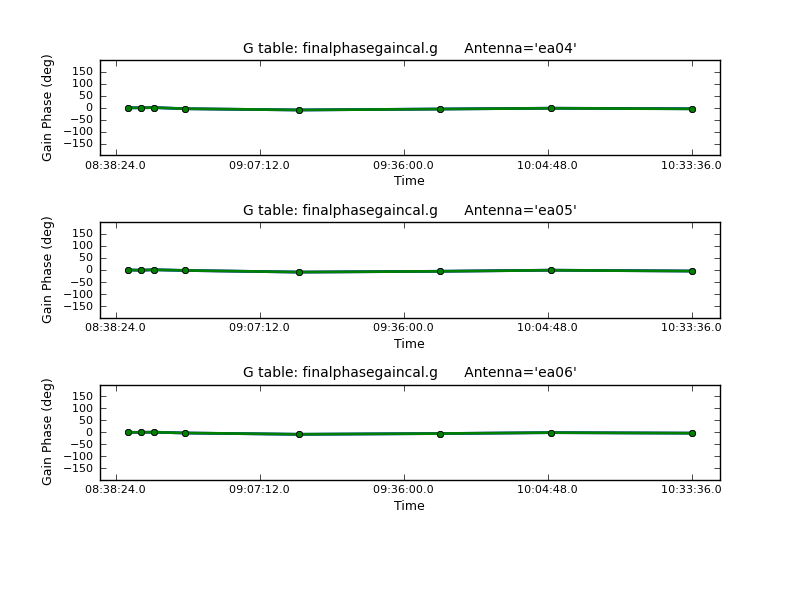 G table: finalphasegaincal.g Antenna='ea04'
Gain Phase (deg)
150
100
50
0
−50
−100
−150
08:38:24.0 09:07:12.0 09:36:00.0 10:04:48.0 10:33:36.0
Time
G table: finalphasegaincal.g Antenna='ea05'
Gain Phase (deg)
150
100
50
0
−50
−100
−150
08:38:24.0 09:07:12.0 09:36:00.0 10:04:48.0 10:33:36.0
Time
G table: finalphasegaincal.g Antenna='ea06'
Gain Phase (deg)
150
100
50
0
−50
−100
−150
08:38:24.0 09:07:12.0 09:36:00.0 10:04:48.0 10:33:36.0
Time